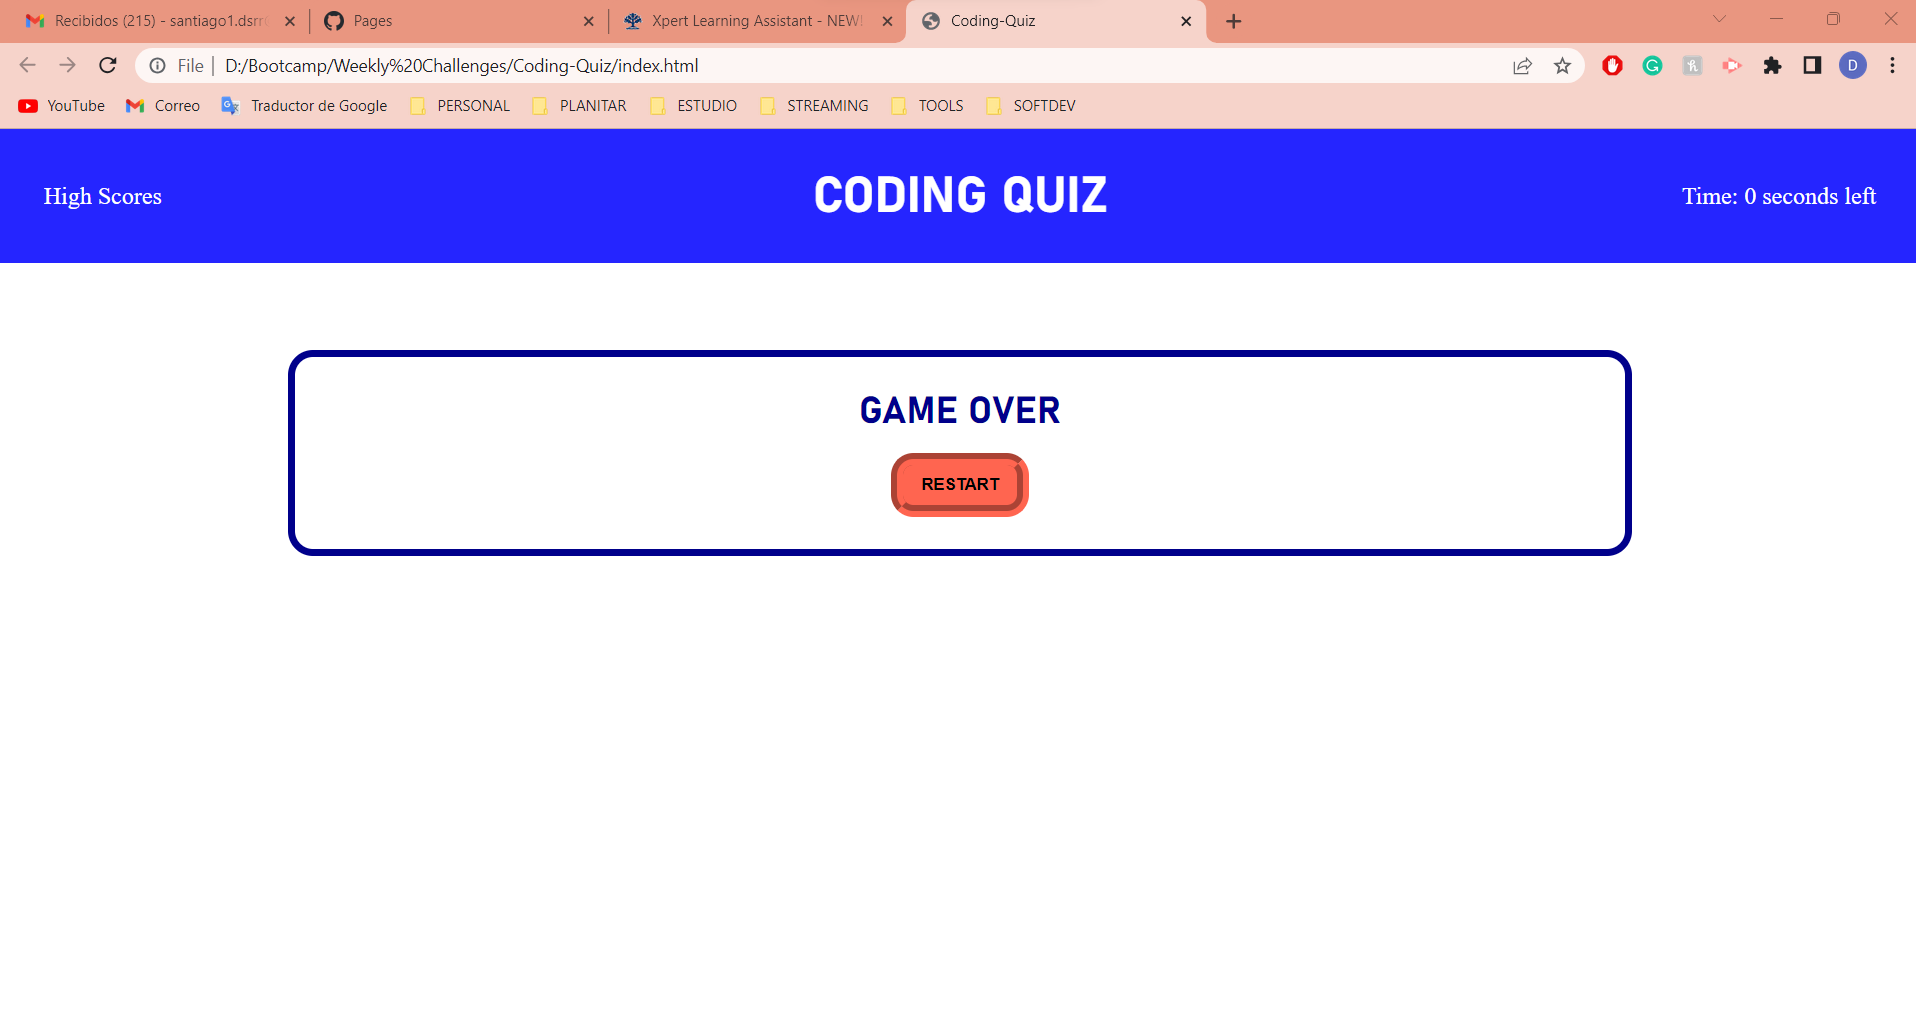 Recibidos (215) - santiago1.dsrr
Pages
Xpert Learning Assistant - NEW!
Coding-Quiz
File
D:/Bootcamp/Weekly%20Challenges/Coding-Quiz/index.html
D
YouTube
Correo
Traductor de Google
PERSONAL
PLANITAR
ESTUDIO
STREAMING
TOOLS
SOFTDEV
High Scores
CODING QUIZ
Time: 0 seconds left
GAME OVER
RESTART